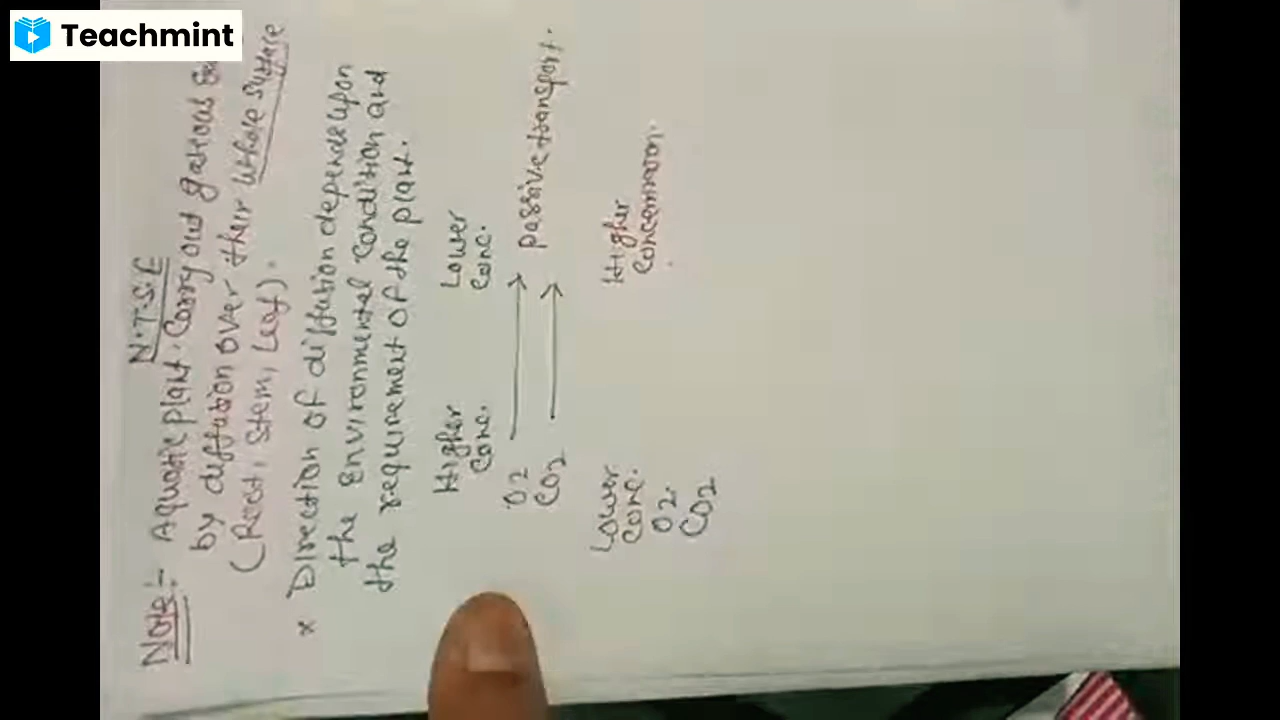 Teachmint
N.T.S.E
Note:- Aquatic plant. Carry out gaseous
by diffusion over their whole surface
(Root, Stem, Leaf).
x Direction of diffusion depends upon
the Environmental condition and
the requirement of the plant.
Higher Conc. Lower Conc.
O2 → Passive transport.
CO2 →
Lower Conc. Higher Concentration.
O2.
CO2